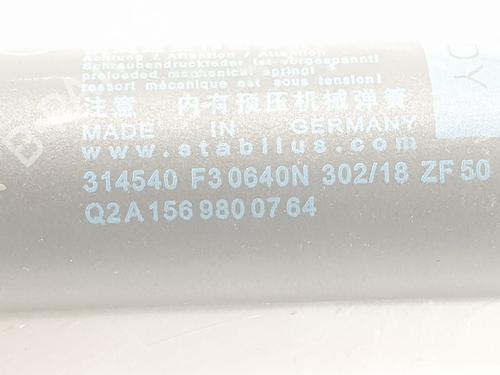 Achtung / Attention / Attention
Schraubendruckfeder ist vorgespannt!
preloaded mechanical spring!
ressort mécanique est sous tension!
注意 内有预压机械弹簧
MADE IN GERMANY
www.stabilus.com
314540 F3 0640N 302/18 ZF 50
Q2A 156 980 07 64
DY